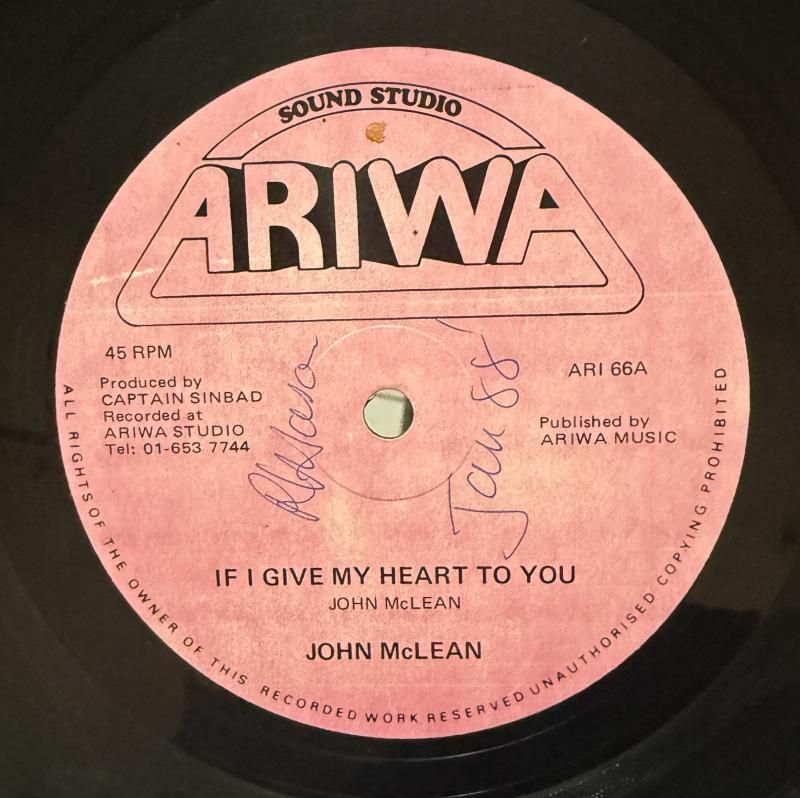 SOUND STUDIO
ARIWA
45 RPM
Produced by
CAPTAIN SINBAD
Recorded at
ARIWA STUDIO
Tel: 01-653 7744
ARI 66A
Published by
ARIWA MUSIC
Jan 88
IF I GIVE MY HEART TO YOU
JOHN McLEAN
JOHN McLEAN
ALL RIGHTS OF THE OWNER OF THIS RECORDED WORK RESERVED UNAUTHORISED COPYING PROHIBITED